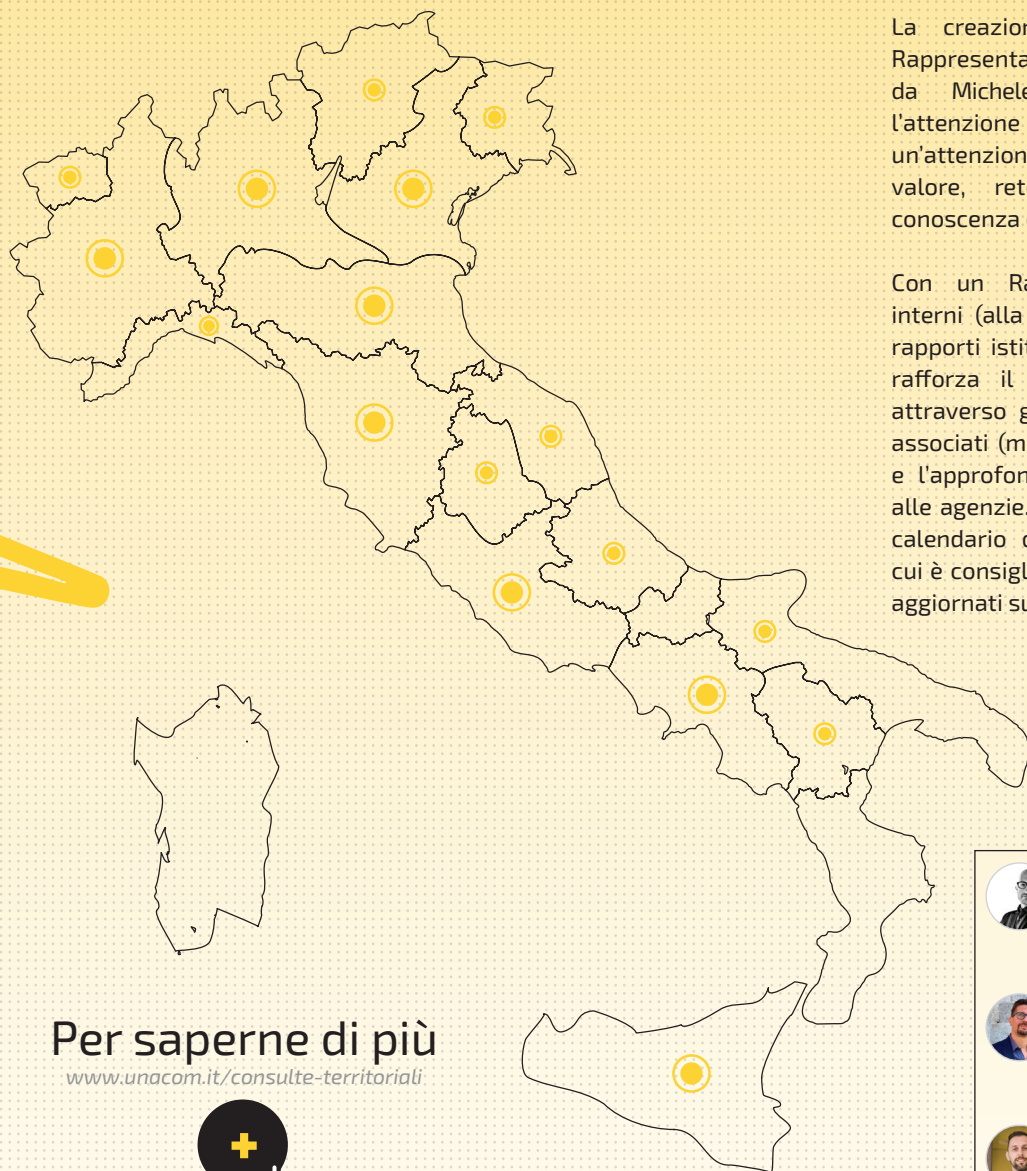 La creazion
Rappresenta
da Michele
l'attenzione
un'attenzion
valore, ret
conoscenza
Con un Ra
interni (alla
rapporti istit
rafforza il
attraverso g
associati (m
e l'approfon
alle agenzie.
calendario d
cui è consigl
aggiornati su
Per saperne di più
www.unacom.it/consulte-territoriali